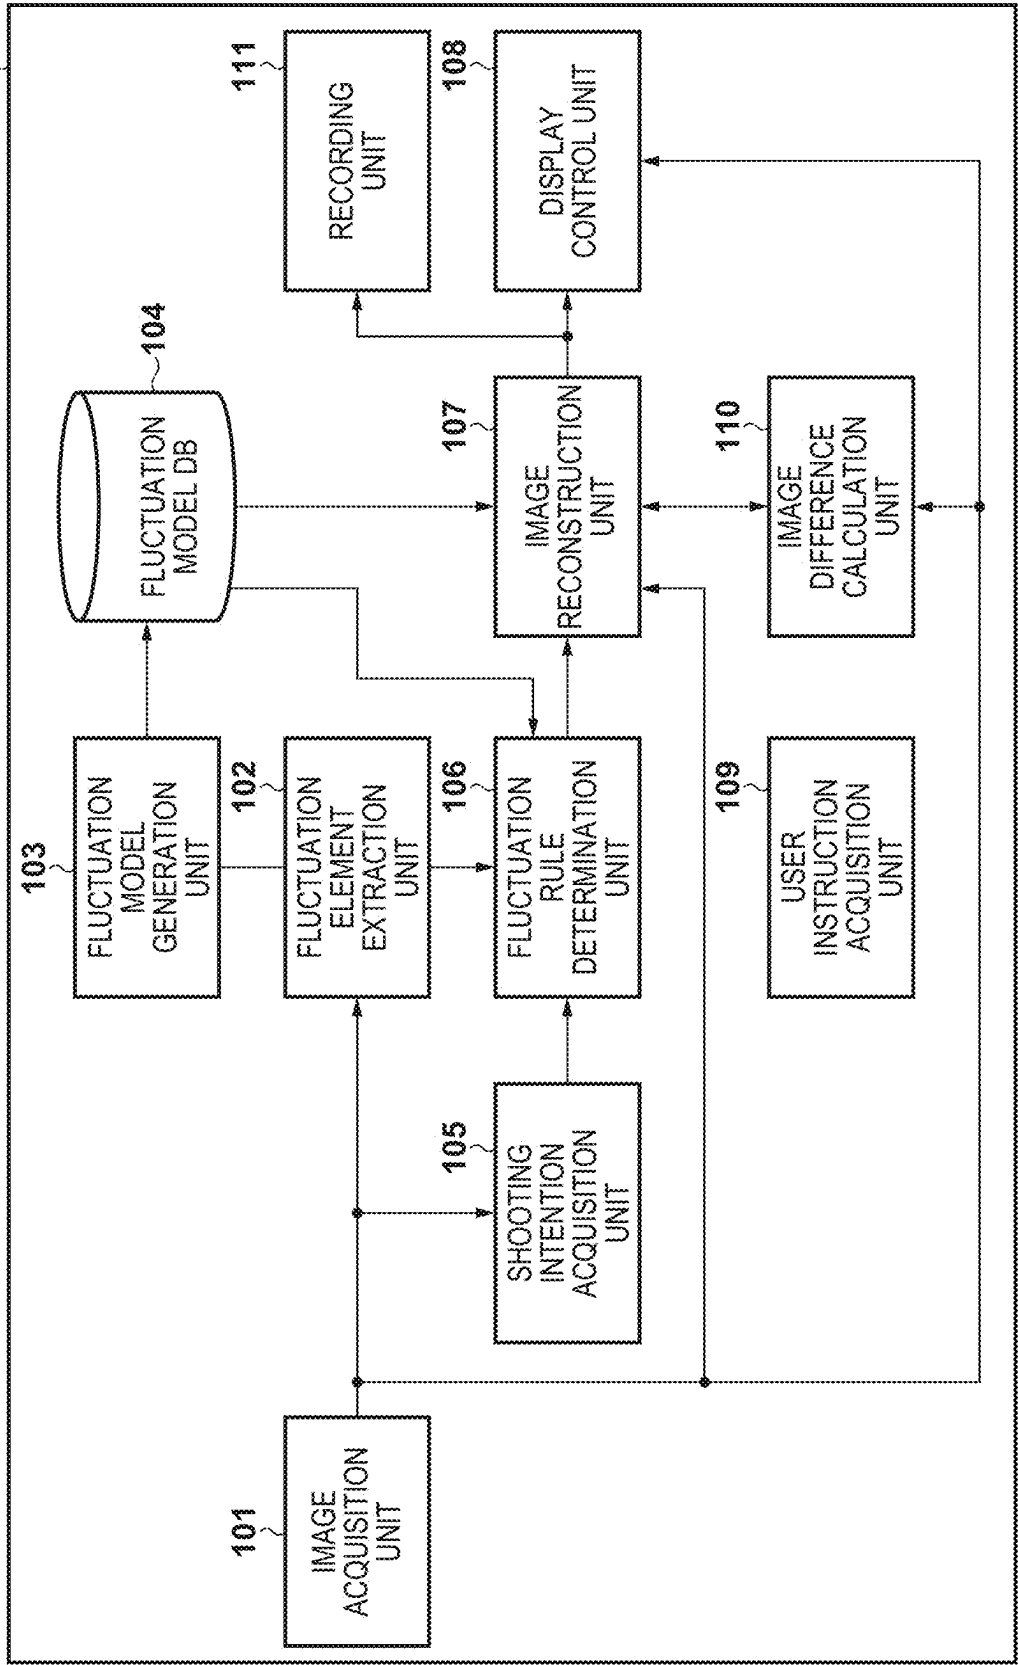 103
FLUCTUATION
MODEL
GENERATION
UNIT
104
FLUCTUATION
MODEL DB
101
IMAGE
ACQUISITION
UNIT
102
FLUCTUATION
ELEMENT
EXTRACTION
UNIT
111
RECORDING
UNIT
105
SHOOTING
INTENTION
ACQUISITION
UNIT
106
FLUCTUATION
RULE
DETERMINATION
UNIT
107
IMAGE
RECONSTRUCTION
UNIT
108
DISPLAY
CONTROL UNIT
109
USER
INSTRUCTION
ACQUISITION
UNIT
110
IMAGE
DIFFERENCE
CALCULATION
UNIT